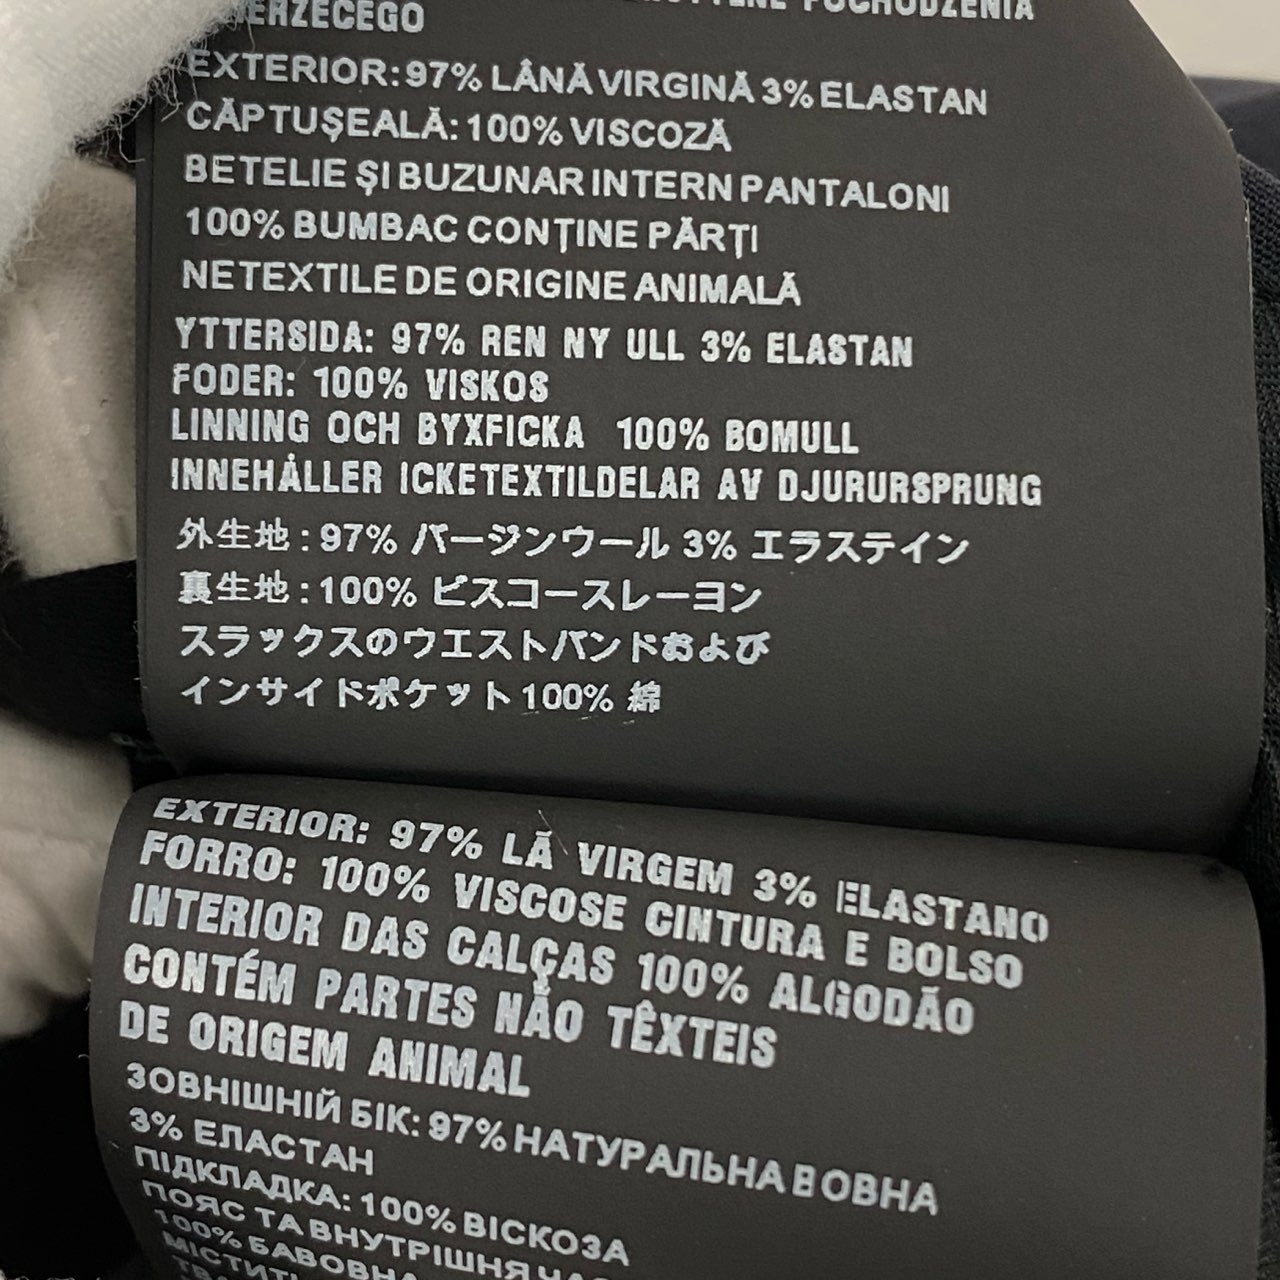 POCHODZENIA
EXTERIOR: 97% LÂNĂ VIRGINĂ 3% ELASTAN
CĂPTUȘEALĂ: 100% VISCOZĂ
BETELIE ȘI BUZUNAR INTERN PANTALONI
100% BUMBAC CONȚINE PĂRȚI
NETEXTILE DE ORIGINE ANIMALĂ
YTTERSIDA: 97% REN NY ULL 3% ELASTAN
FODER: 100% VISKOS
LINNING OCH BYXFICKA 100% BOMULL
INNEHÅLLER ICKETEXTILDELAR AV DJURURSPRUNG
外生地：97% バージンウール 3% エラステイン
裏生地：100% ビスコースレーヨン
スラックスのウエストバンドおよび
インサイドポケット 100% 綿
EXTERIOR: 97% LÃ VIRGEM 3% ELASTANO
FORRO: 100% VISCOSE CINTURA E BOLSO
INTERIOR DAS CALÇAS 100% ALGODÃO
CONTÉM PARTES NÃO TÊXTEIS
DE ORIGEM ANIMAL
ЗОВНІШНІЙ БІК: 97% НАТУРАЛЬНА ВОВНА
3% ЕЛАСТАН
ПІДКЛАДКА: 100% ВІСКОЗА
ПОЯС ТА ВНУТРІШНЯ
100%